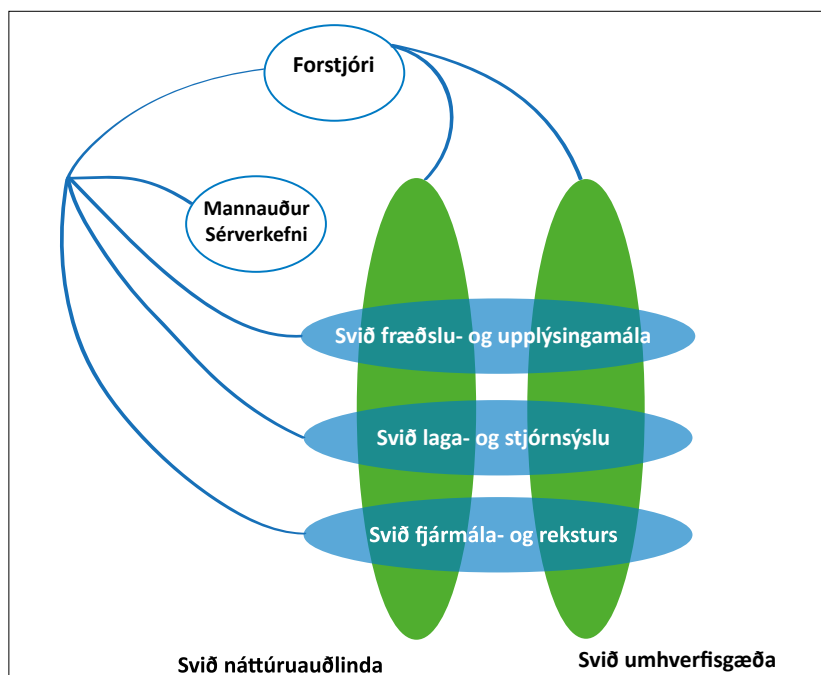 Forstjóri
Mannauður
Sérverkefni
Svið fræðslu- og upplýsingamála
Svið laga- og stjórnsýslu
Svið fjármála- og reksturs
Svið náttúruauðlinda
Svið umhverfisgæða